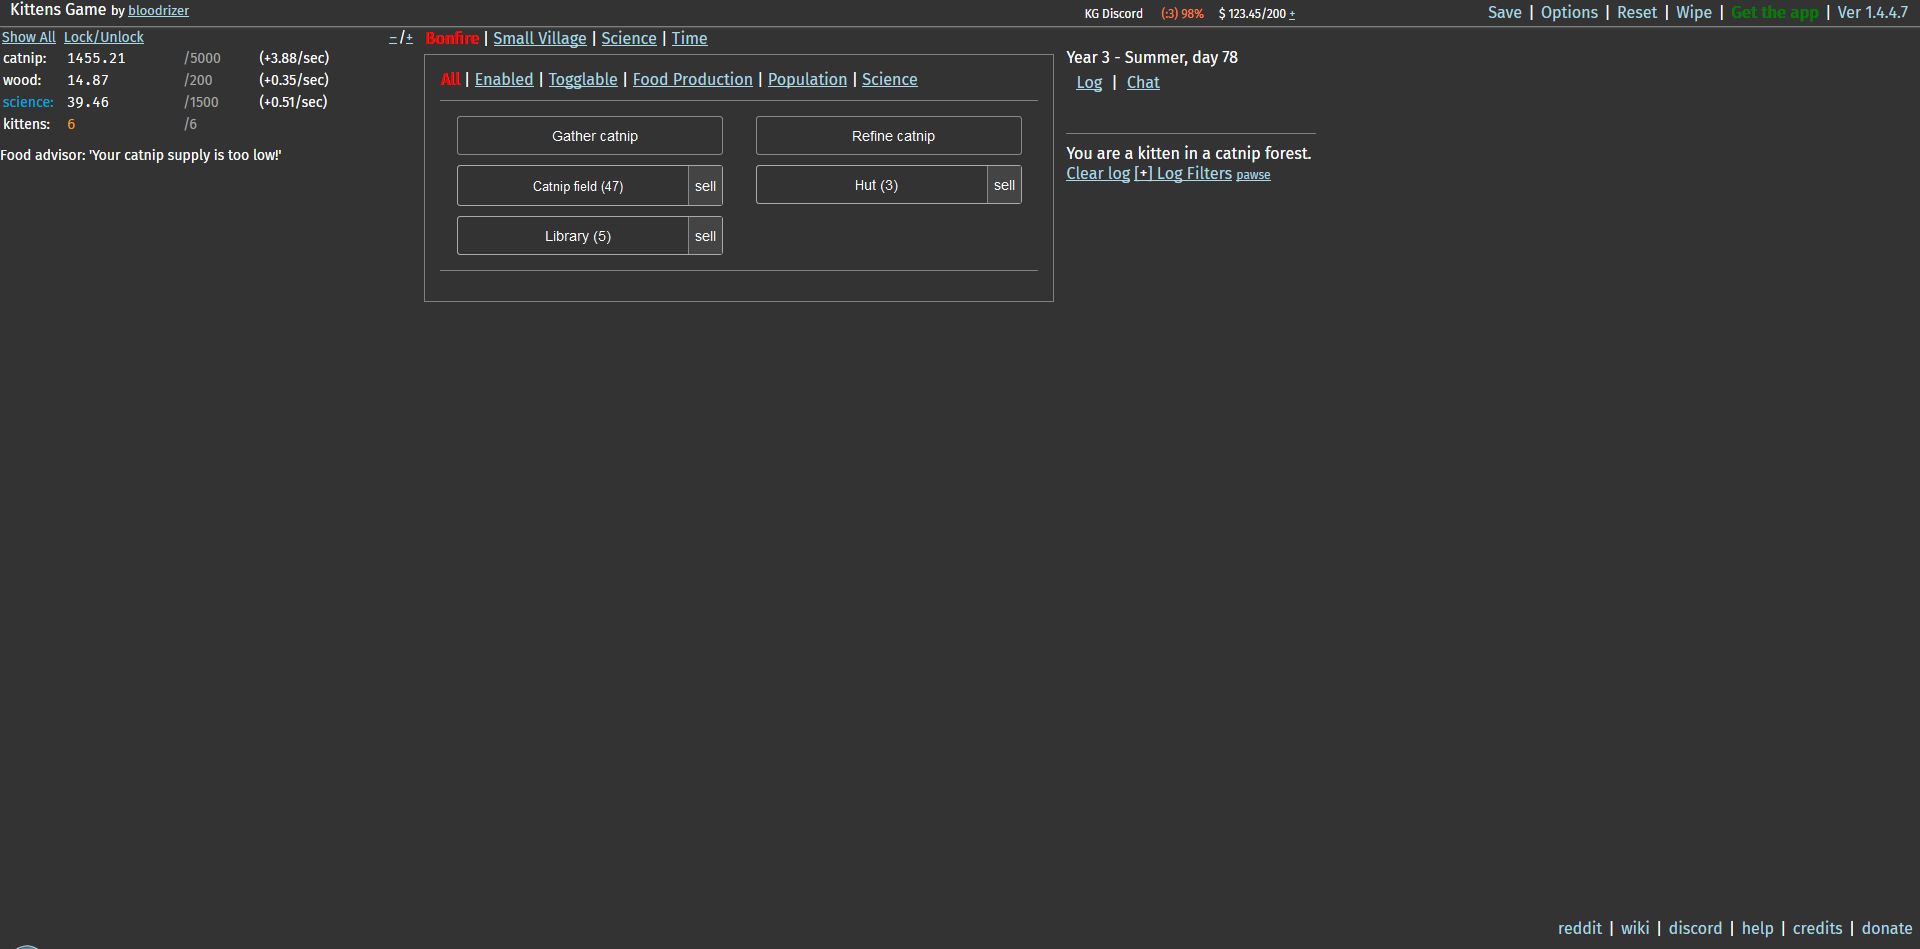 Kittens Game by bloodrizer
KG Discord (:3) 98% $ 123.45/200 +
Save | Options | Reset | Wipe | Get the app | Ver 1.4.4.7
Show All Lock/Unlock −/+
catnip: 1455.21 /5000 (+3.88/sec)
wood: 14.87 /200 (+0.35/sec)
science: 39.46 /1500 (+0.51/sec)
kittens: 6 /6
Food advisor: 'Your catnip supply is too low!'
Bonfire | Small Village | Science | Time
All | Enabled | Togglable | Food Production | Population | Science
Gather catnip
Refine catnip
Catnip field (47) sell
Hut (3) sell
Library (5) sell
Year 3 - Summer, day 78
Log | Chat
You are a kitten in a catnip forest.
Clear log [+] Log Filters pawse
reddit | wiki | discord | help | credits | donate